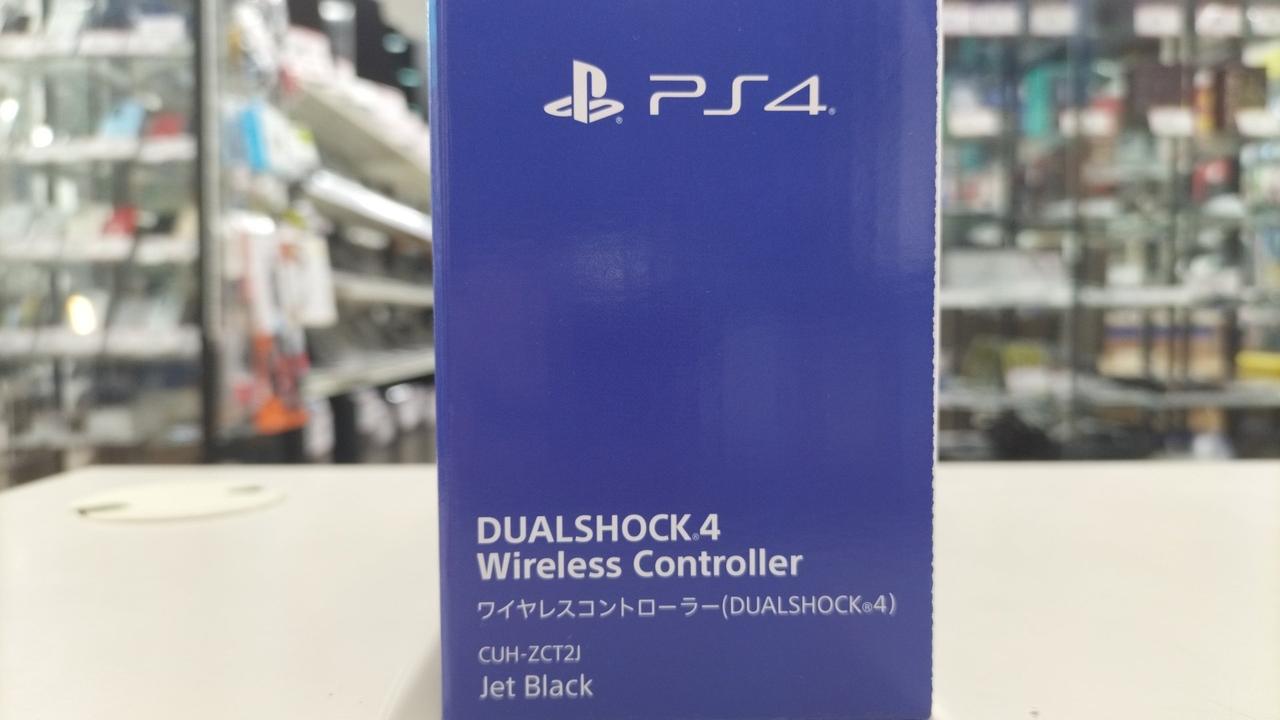 PS4
DUALSHOCK®4
Wireless Controller
ワイヤレスコントローラー(DUALSHOCK®4)
CUH-ZCT2J
Jet Black